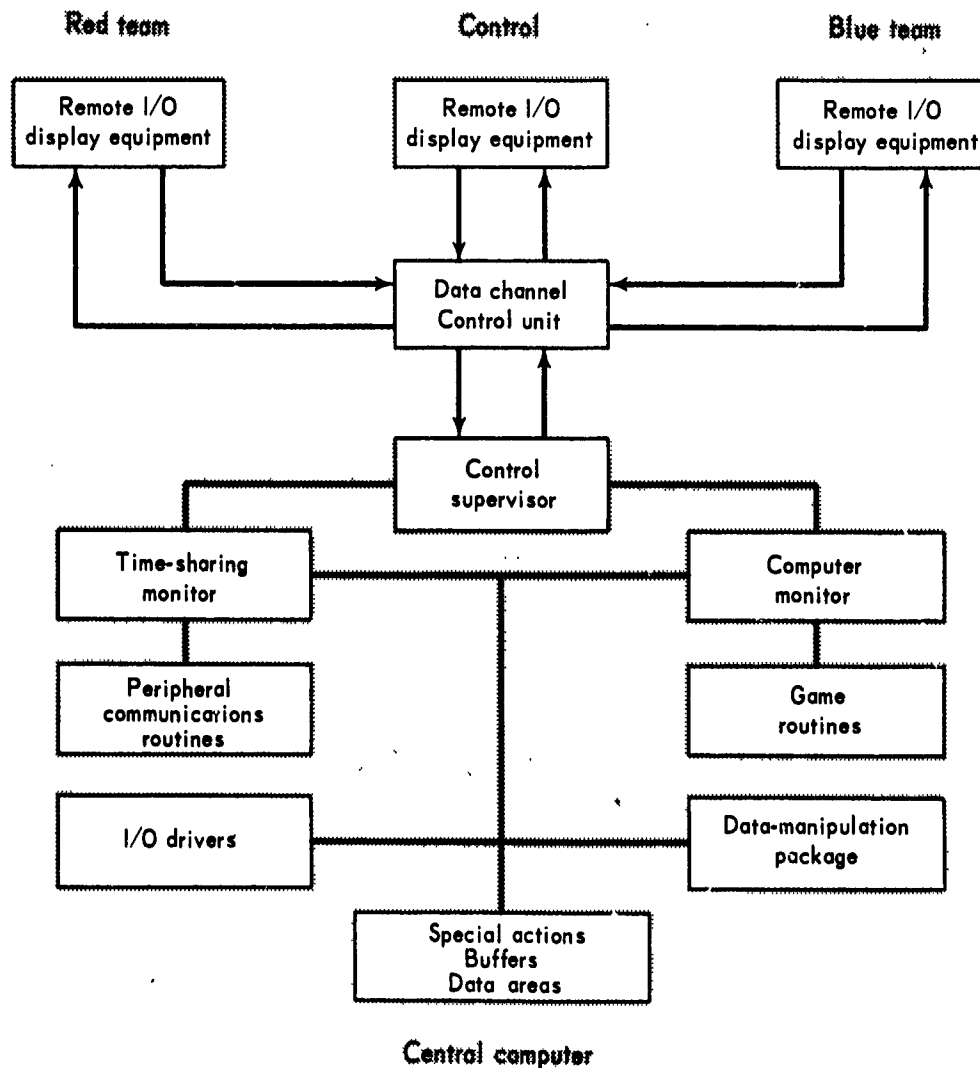 Red team
Control
Blue team
Remote I/O
display equipment
Remote I/O
display equipment
Remote I/O
display equipment
Data channel
Control unit
Control
supervisor
Time-sharing
monitor
Computer
monitor
Peripheral
communications
routines
Game
routines
I/O drivers
Data-manipulation
package
Special actions
Buffers
Data areas
Central computer